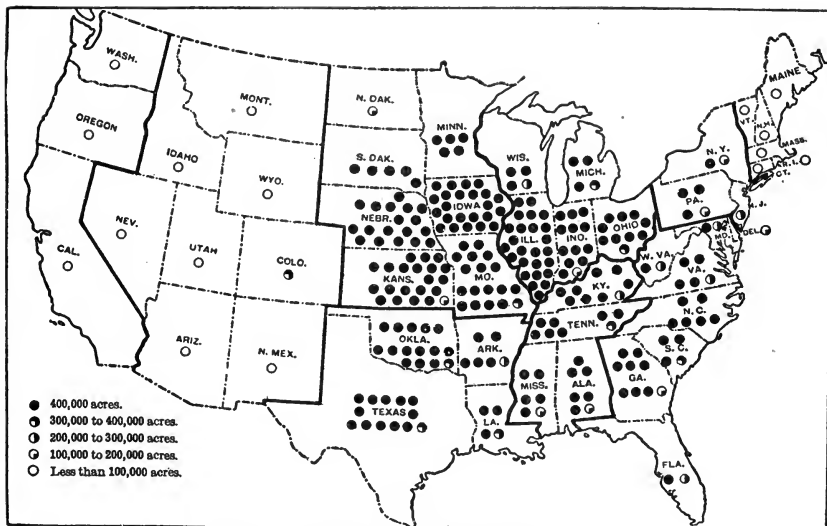 WASH.
MONT.
N. DAK.
MINN.
MAINE
VT.
N.H.
OREGON
IDAHO
WYO.
S. DAK.
WIS.
MICH.
N. Y.
MASS.
R. I.
CT.
NEBR.
IOWA
PA.
N. J.
NEV.
UTAH
COLO.
KANS.
MO.
ILL.
IND.
OHIO
W. VA.
MD.
DEL.
CAL.
KY.
VA.
ARIZ.
N. MEX.
OKLA.
ARK.
TENN.
N. C.
S. C.
TEXAS
LA.
MISS.
ALA.
GA.
FLA.
400,000 acres.
300,000 to 400,000 acres.
200,000 to 300,000 acres.
100,000 to 200,000 acres.
Less than 100,000 acres.